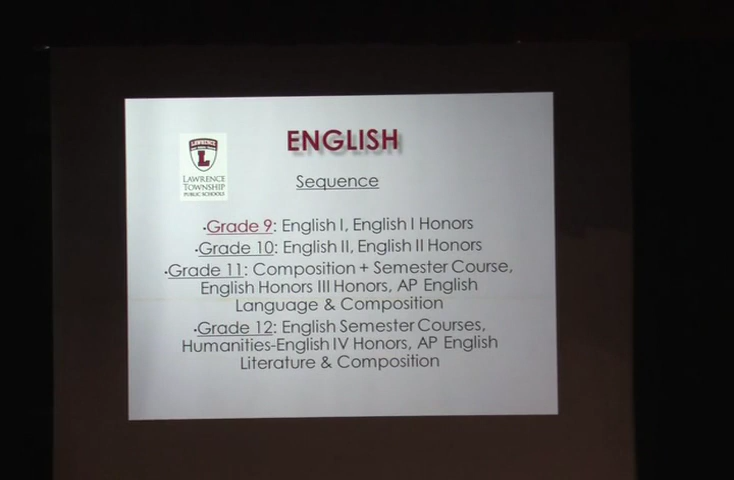 ENGLISH
LAWRENCE
L
LAWRENCE
TOWNSHIP
PUBLIC SCHOOLS
Sequence
•Grade 9: English I, English I Honors
•Grade 10: English II, English II Honors
•Grade 11: Composition + Semester Course,
English Honors III Honors, AP English
Language & Composition
•Grade 12: English Semester Courses,
Humanities-English IV Honors, AP English
Literature & Composition